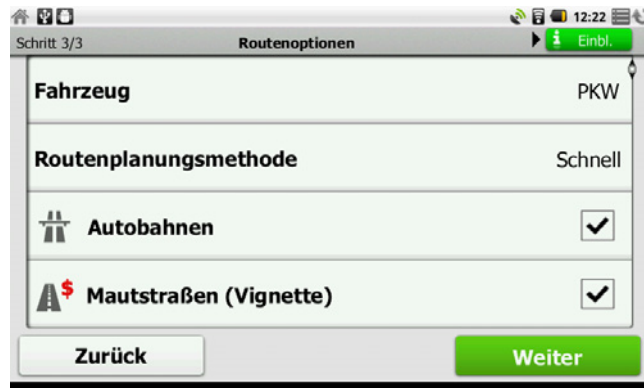 12:22
Schritt 3/3 Routenoptionen Einbl.
Fahrzeug PKW
Routenplanungsmethode Schnell
Autobahnen
$ Mautstraßen (Vignette)
Zurück Weiter